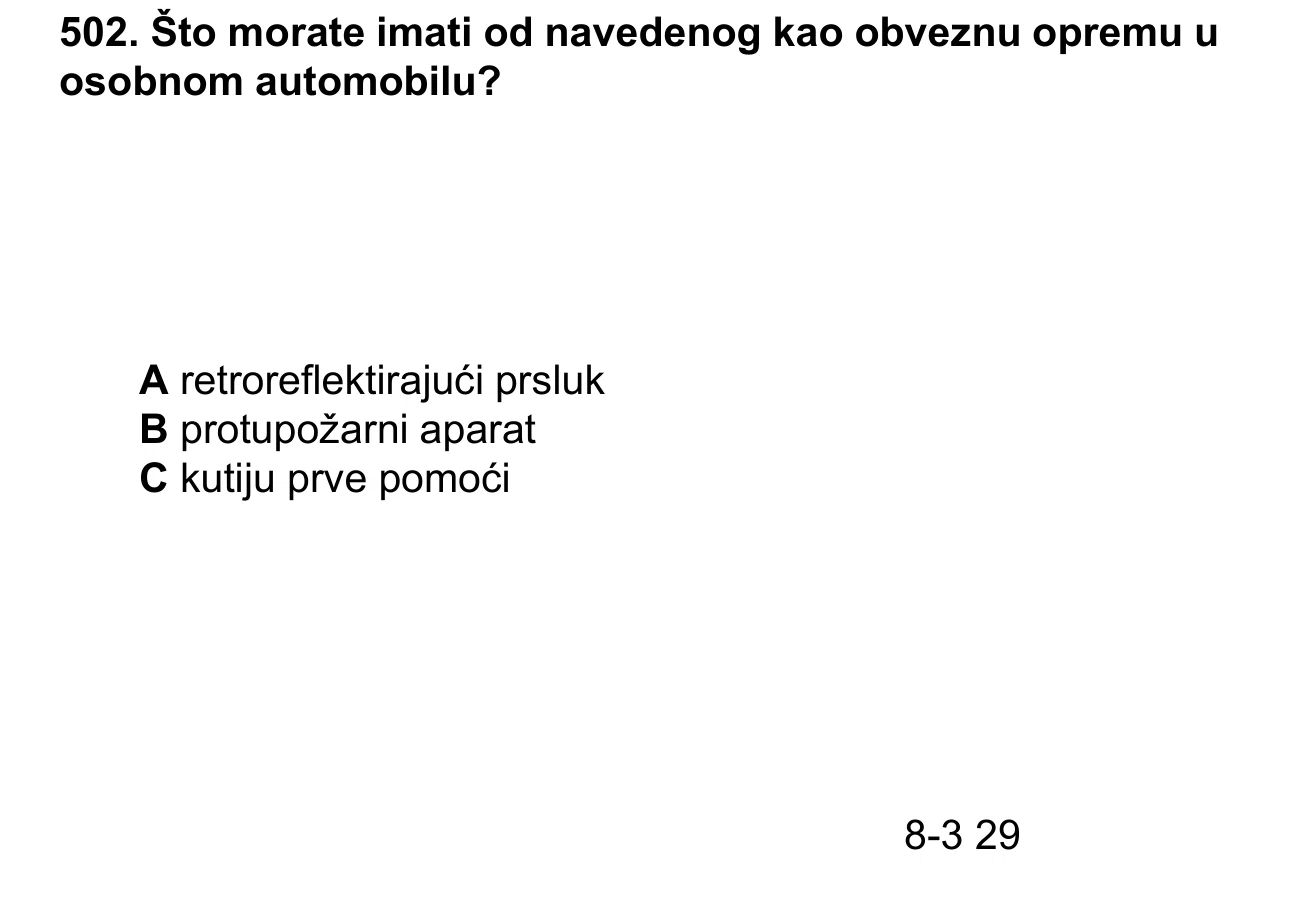 502. Što morate imati od navedenog kao obveznu opremu u
osobnom automobilu?
A retroreflektirajući prsluk
B protupožarni aparat
C kutiju prve pomoći
8-3 29